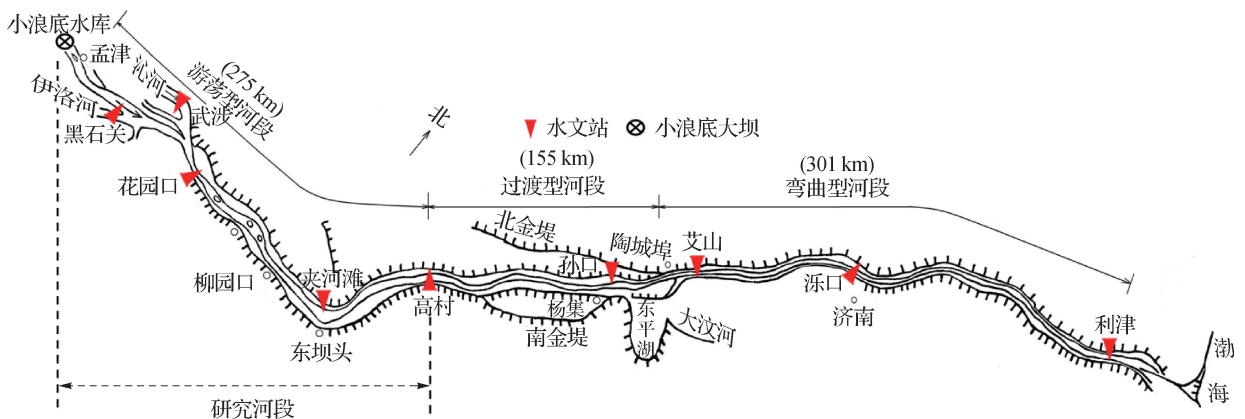 小浪底水库
孟津
沁河
(275 km)
游荡型河段
伊洛河
武涉
黑石关
北
水文站
小浪底大坝
(155 km)
过渡型河段
(301 km)
弯曲型河段
花园口
北金堤
陶城埠
艾山
孙口
柳园口
夹河滩
高村
杨集
南金堤
东平湖
大汶河
泺口
济南
东坝头
利津
渤海
研究河段